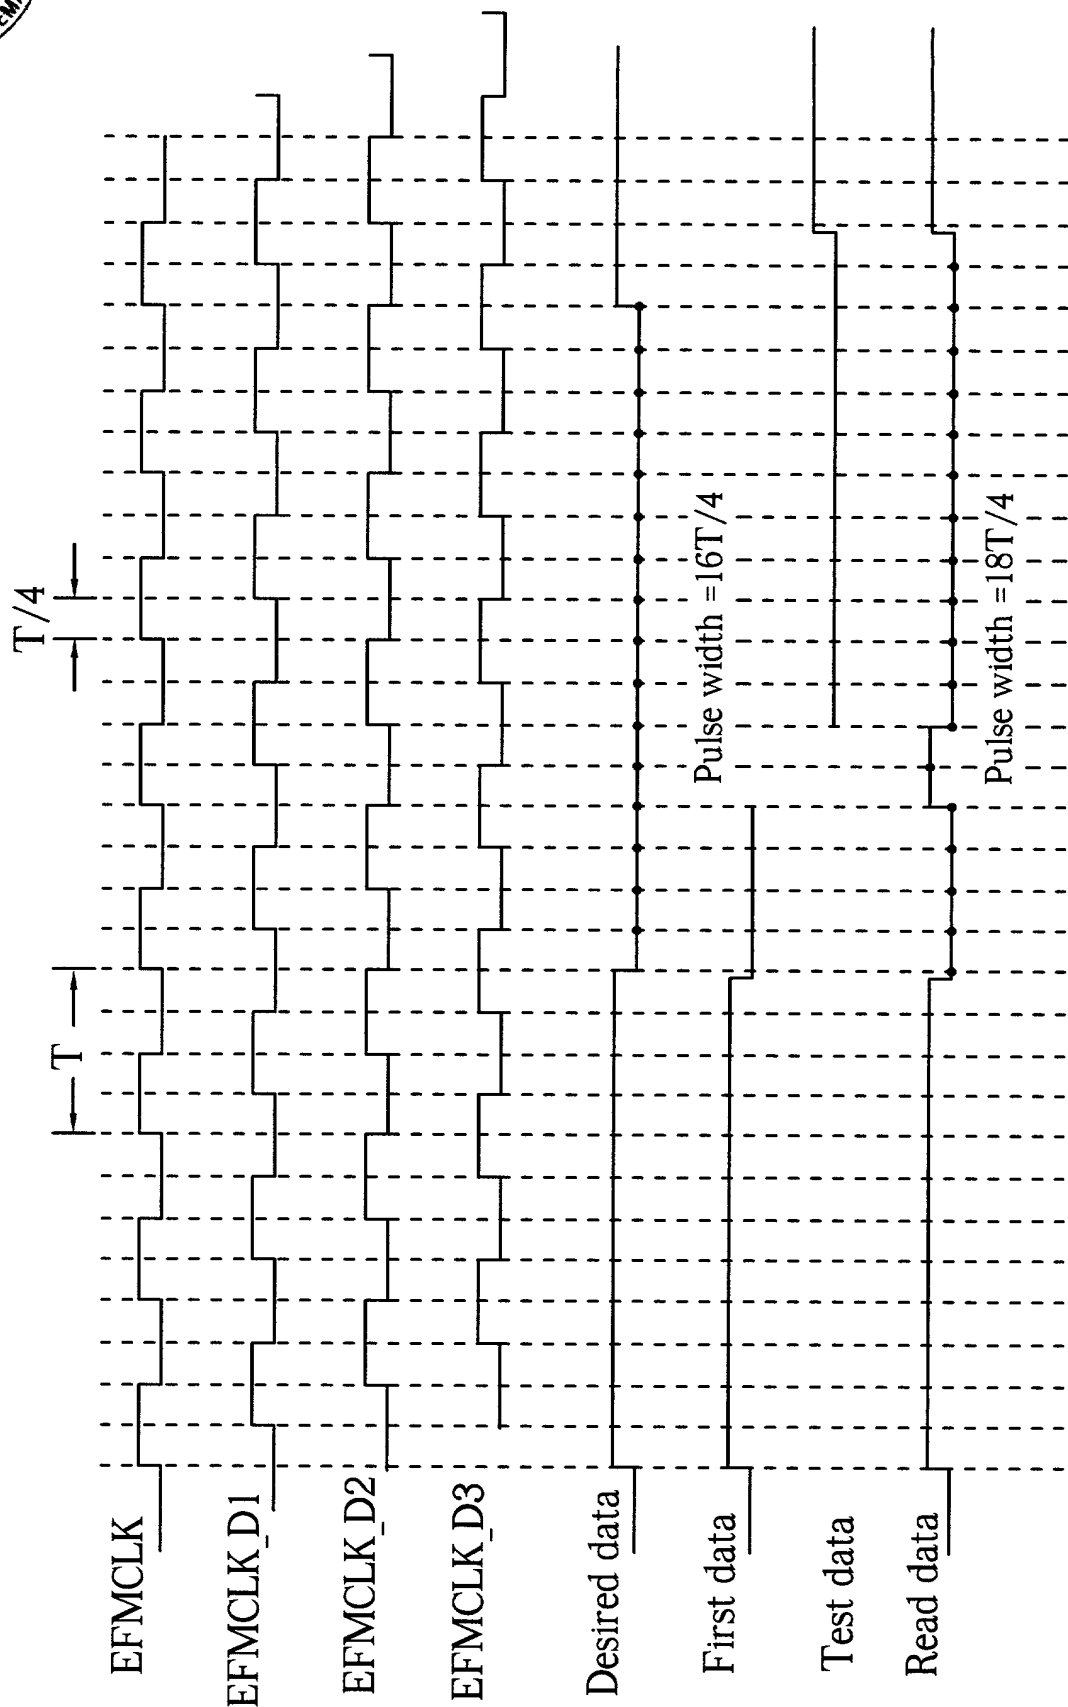 T/4
T
EFMCLK
EFMCLK_D1
EFMCLK_D2
EFMCLK_D3
Desired data
Pulse width =16T/4
First data
Test data
Read data
Pulse width =18T/4